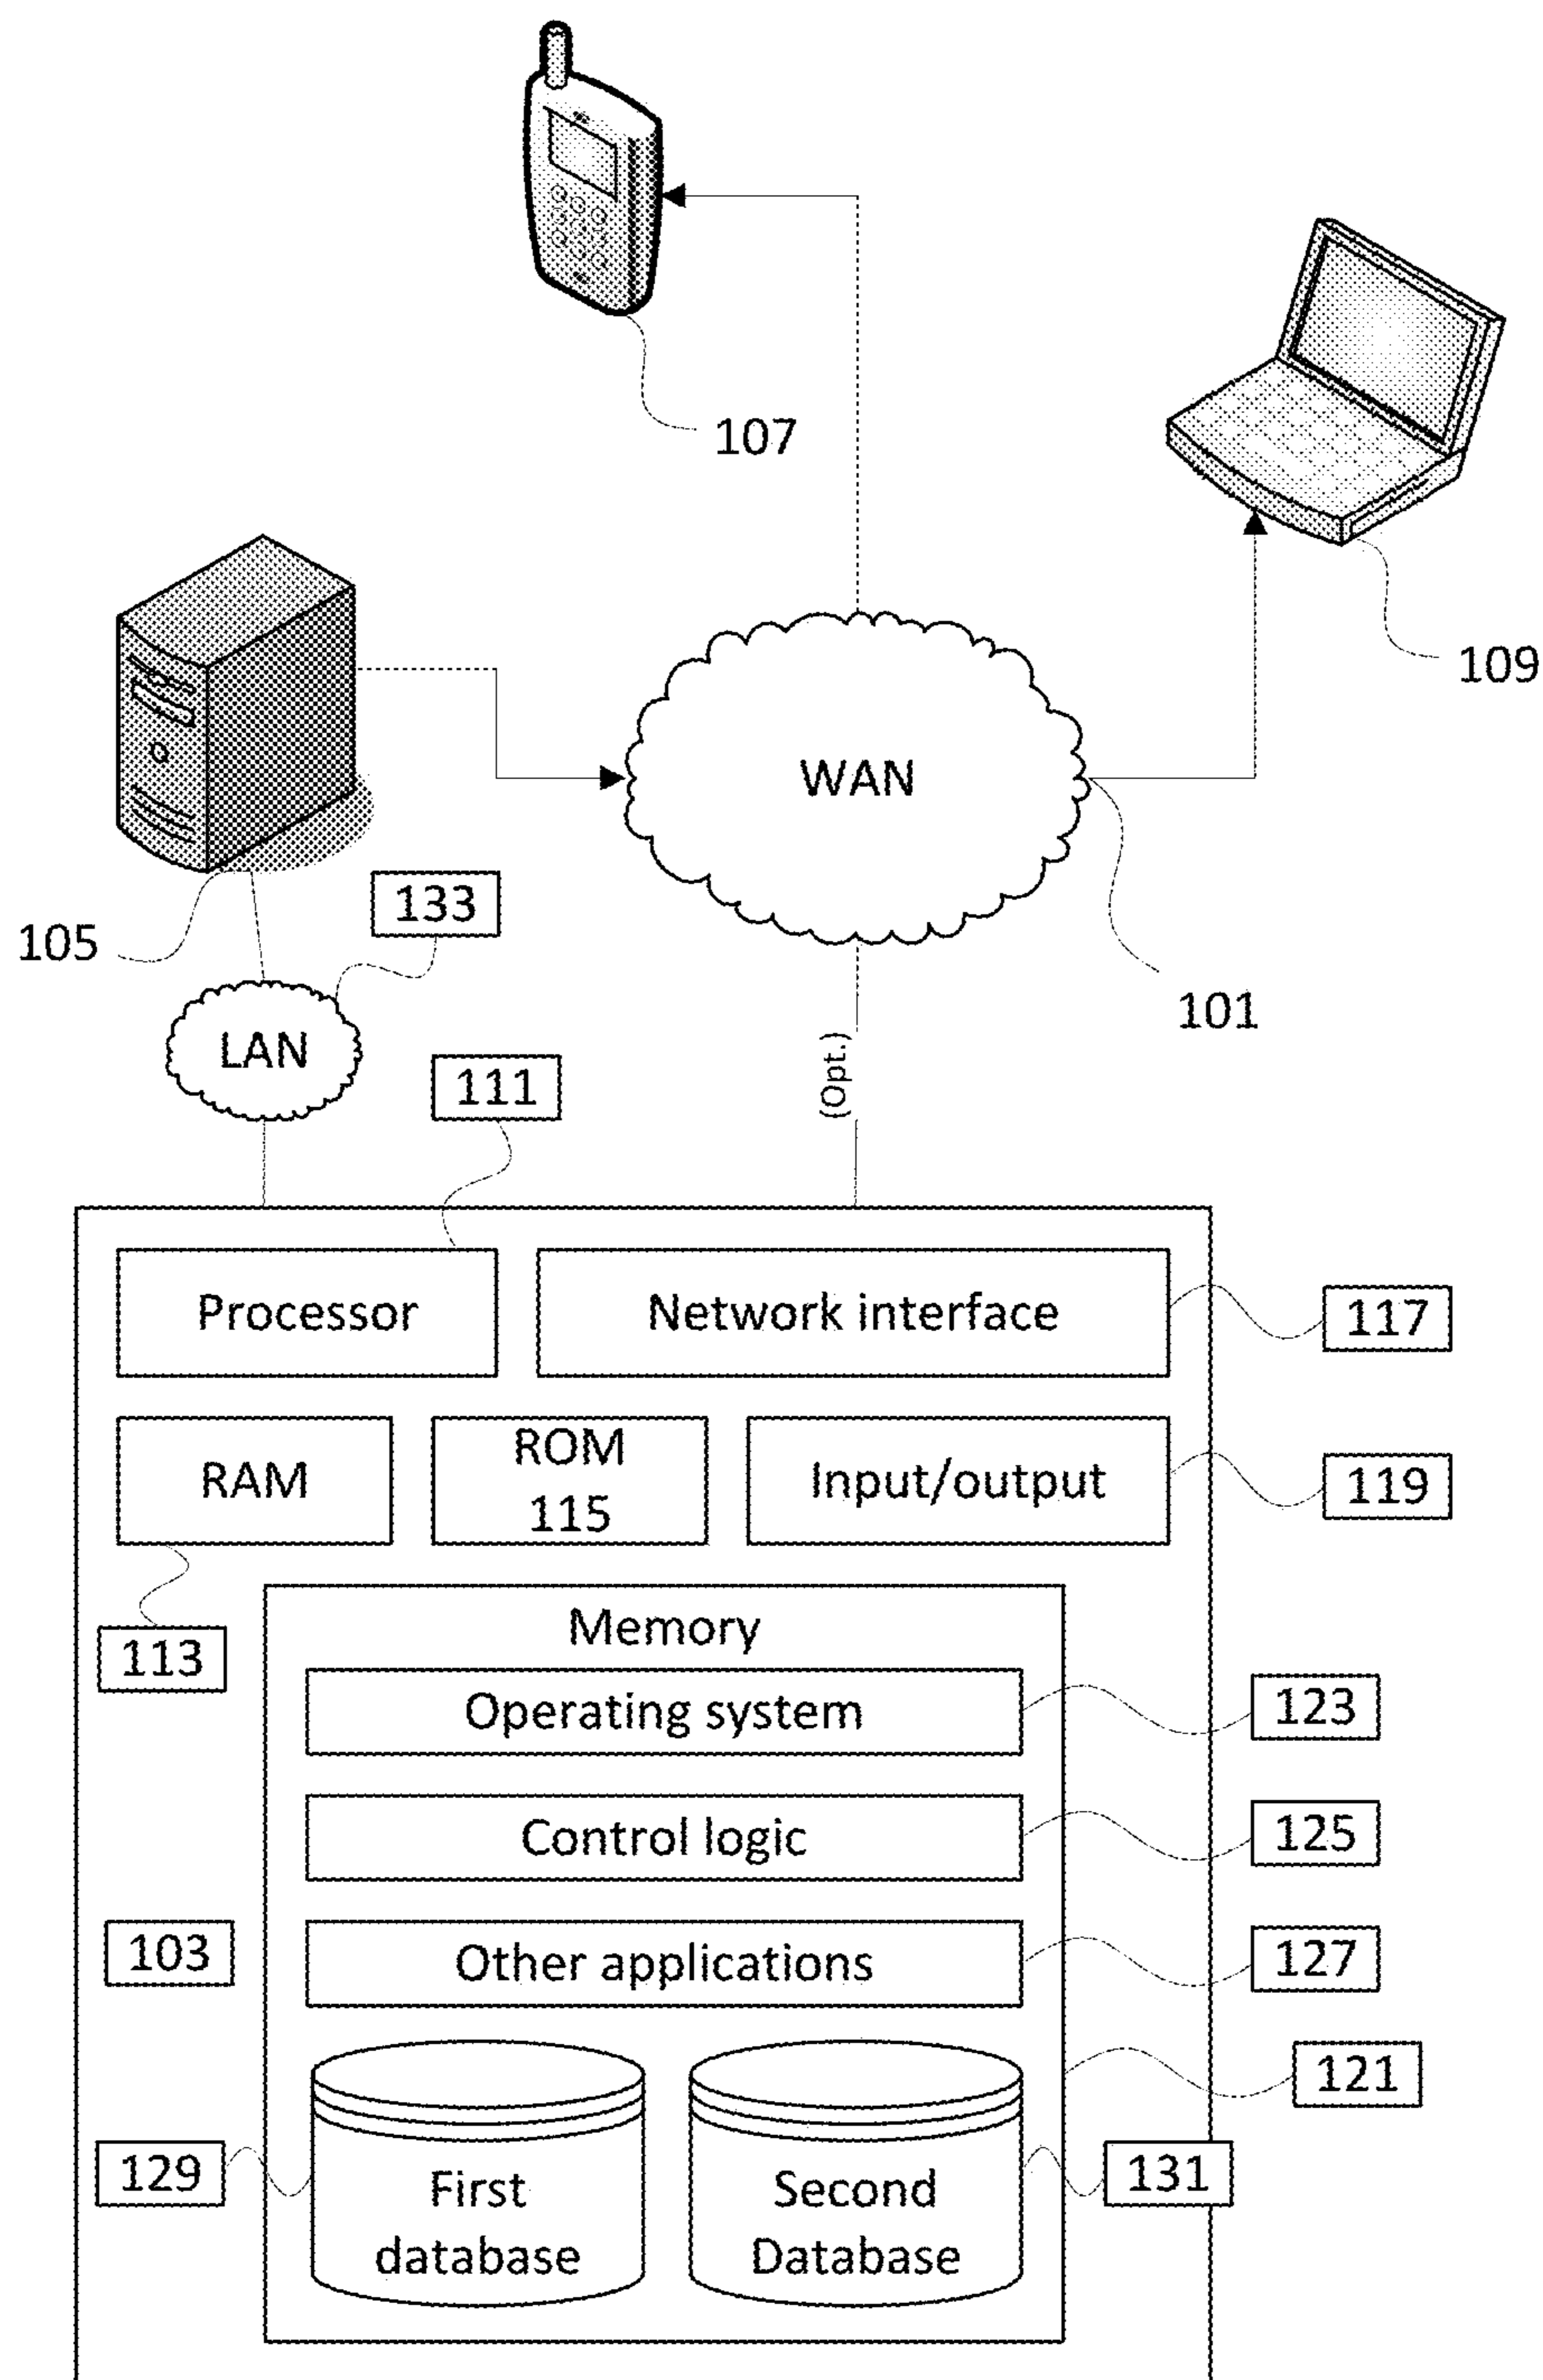 107
109
WAN
133
105
101
LAN
(Opt.)
111
Processor
Network interface
117
RAM
ROM
115
Input/output
119
Memory
113
Operating system
123
Control logic
125
103
Other applications
127
121
129
First
database
Second
Database
131